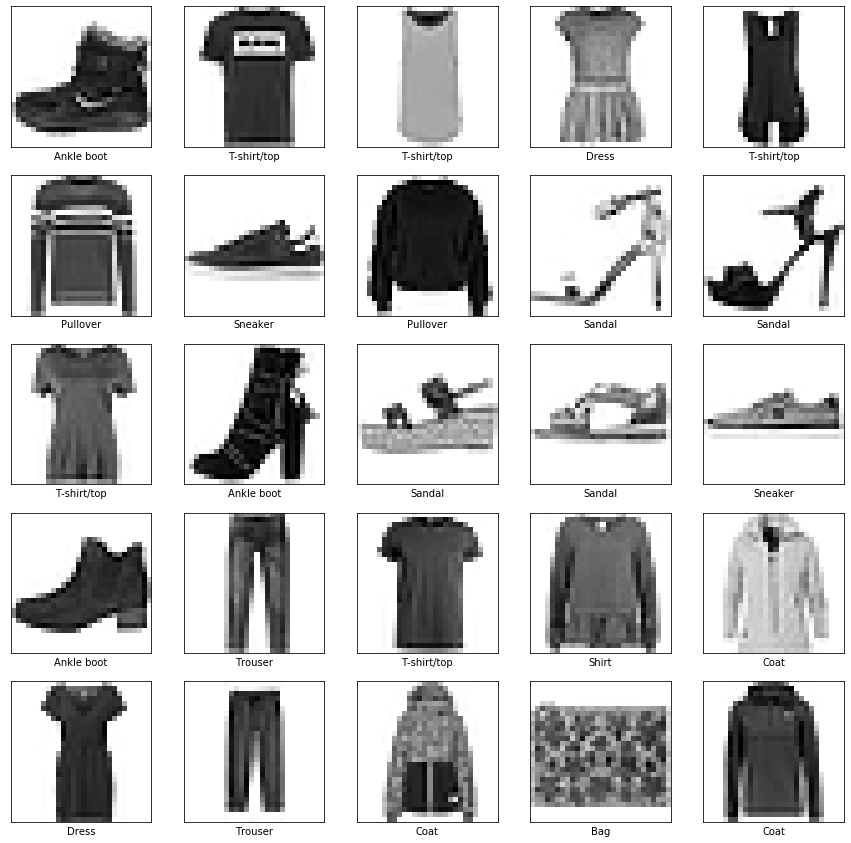 Ankle boot
T-shirt/top
T-shirt/top
Dress
T-shirt/top
Pullover
Sneaker
Pullover
Sandal
Sandal
T-shirt/top
Ankle boot
Sandal
Sandal
Sneaker
Ankle boot
Trouser
T-shirt/top
Shirt
Coat
Dress
Trouser
Coat
Bag
Coat